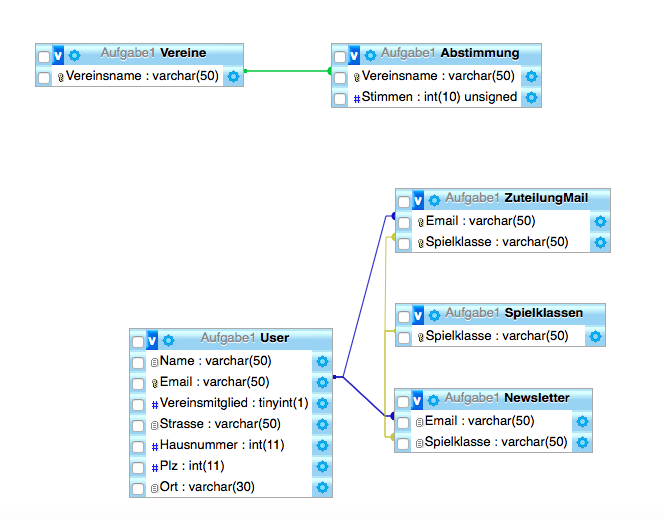 v Aufgabe1 Vereine
Vereinsname : varchar(50)
v Aufgabe1 Abstimmung
Vereinsname : varchar(50)
# Stimmen : int(10) unsigned
v Aufgabe1 ZuteilungMail
Email : varchar(50)
Spielklasse : varchar(50)
v Aufgabe1 Spielklassen
Spielklasse : varchar(50)
v Aufgabe1 User
Name : varchar(50)
Email : varchar(50)
# Vereinsmitglied : tinyint(1)
Strasse : varchar(50)
# Hausnummer : int(11)
# Plz : int(11)
Ort : varchar(30)
v Aufgabe1 Newsletter
Email : varchar(50)
Spielklasse : varchar(50)